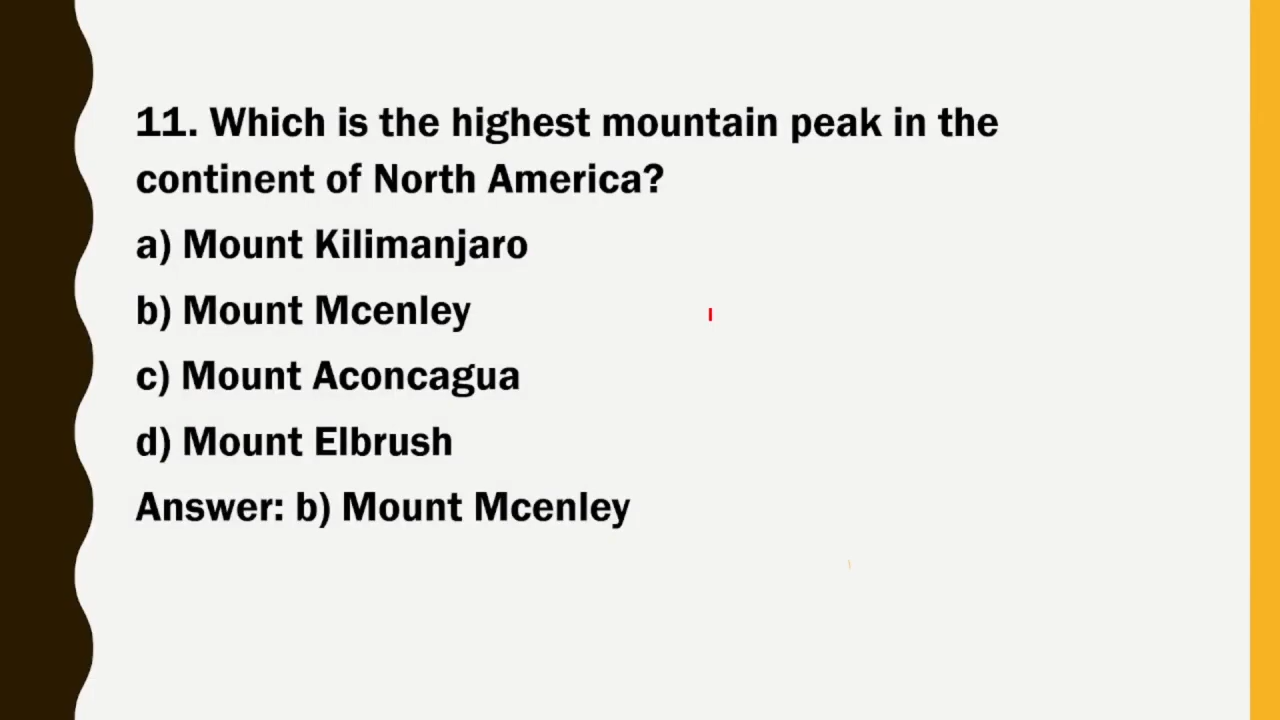 11. Which is the highest mountain peak in the
continent of North America?
a) Mount Kilimanjaro
b) Mount Mcenley
c) Mount Aconcagua
d) Mount Elbrush
Answer: b) Mount Mcenley